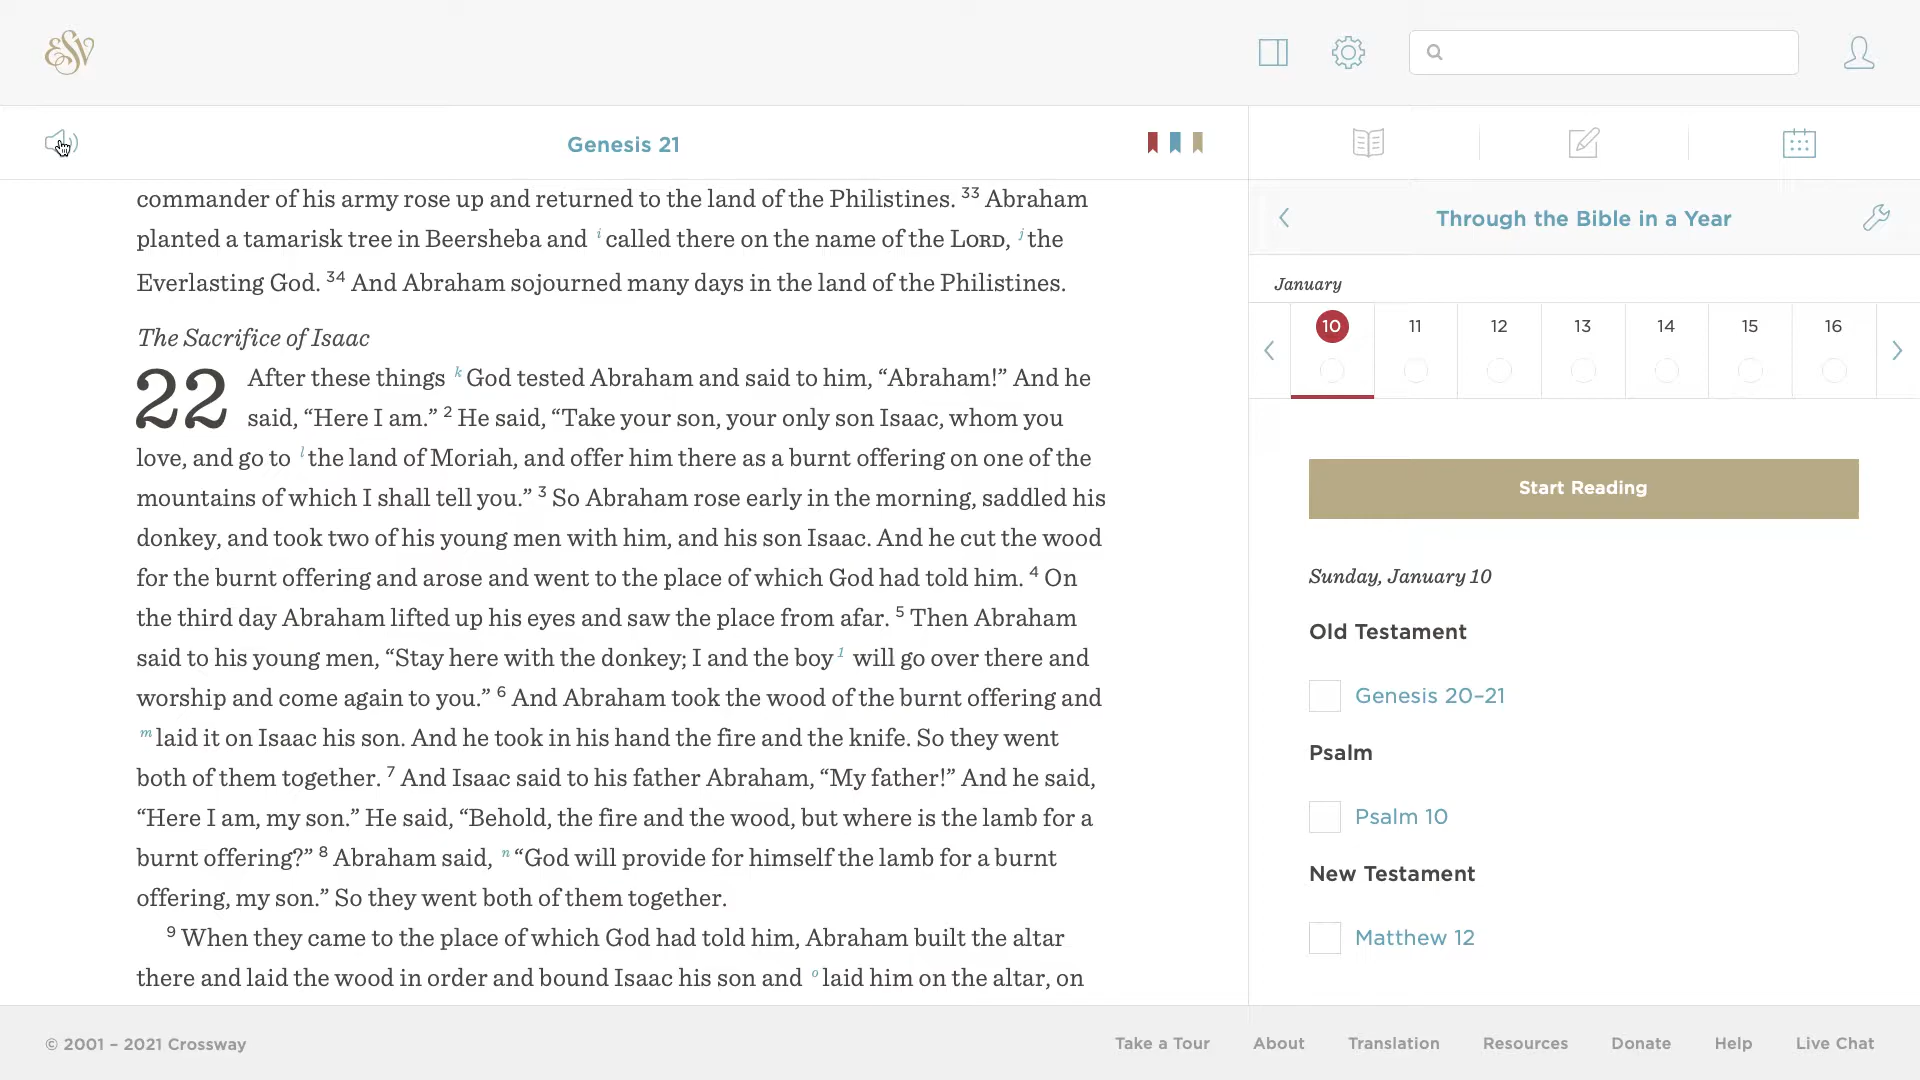 ESV
Genesis 21
commander of his army rose up and returned to the land of the Philistines. 33 Abraham
planted a tamarisk tree in Beersheba and i called there on the name of the LORD, j the
Everlasting God. 34 And Abraham sojourned many days in the land of the Philistines.
The Sacrifice of Isaac
22 After these things k God tested Abraham and said to him, “Abraham!” And he
said, “Here I am.” 2 He said, “Take your son, your only son Isaac, whom you
love, and go to l the land of Moriah, and offer him there as a burnt offering on one of the
mountains of which I shall tell you.” 3 So Abraham rose early in the morning, saddled his
donkey, and took two of his young men with him, and his son Isaac. And he cut the wood
for the burnt offering and arose and went to the place of which God had told him. 4 On
the third day Abraham lifted up his eyes and saw the place from afar. 5 Then Abraham
said to his young men, “Stay here with the donkey; I and the boy 1 will go over there and
worship and come again to you.” 6 And Abraham took the wood of the burnt offering and
m laid it on Isaac his son. And he took in his hand the fire and the knife. So they went
both of them together. 7 And Isaac said to his father Abraham, “My father!” And he said,
“Here I am, my son.” He said, “Behold, the fire and the wood, but where is the lamb for a
burnt offering?” 8 Abraham said, n “God will provide for himself the lamb for a burnt
offering, my son.” So they went both of them together.
9 When they came to the place of which God had told him, Abraham built the altar
there and laid the wood in order and bound Isaac his son and o laid him on the altar, on
Through the Bible in a Year
January
10 11 12 13 14 15 16
Start Reading
Sunday, January 10
Old Testament
Genesis 20–21
Psalm
Psalm 10
New Testament
Matthew 12
© 2001 – 2021 Crossway
Take a Tour About Translation Resources Donate Help Live Chat